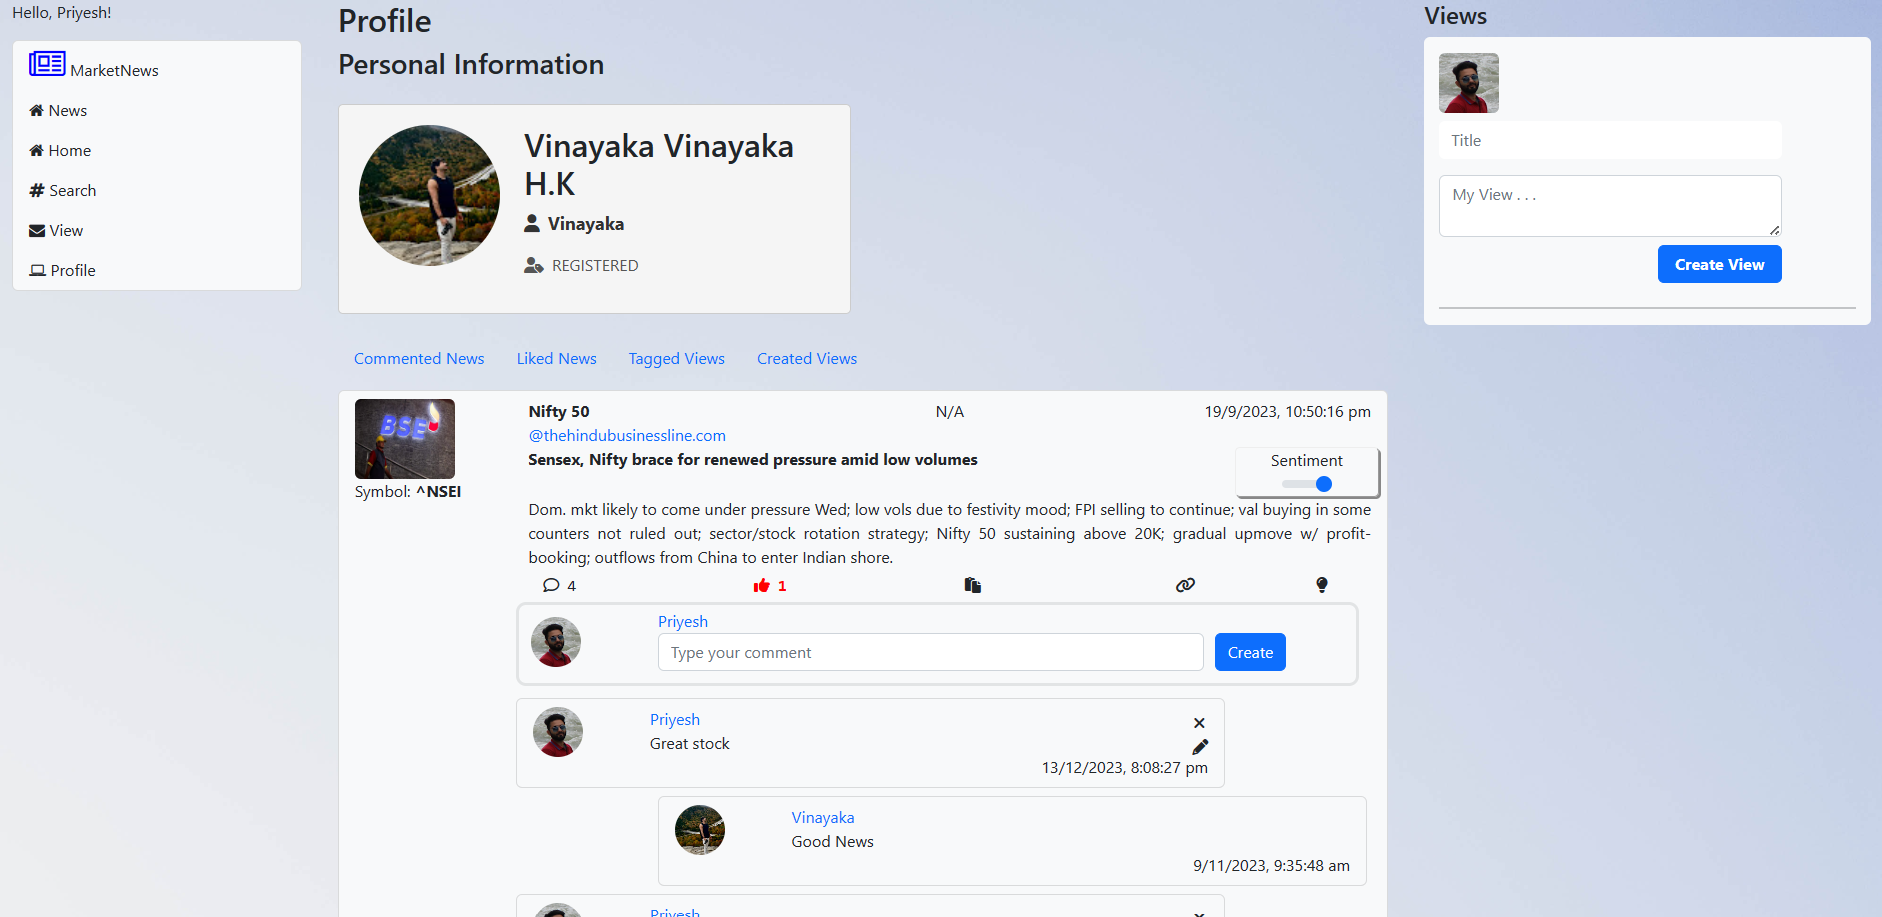 Hello, Priyesh!
MarketNews
News
Home
Search
View
Profile
Profile
Personal Information
Vinayaka Vinayaka
H.K
Vinayaka
REGISTERED
Commented News
Liked News
Tagged Views
Created Views
BSE
Symbol: ^NSEI
Nifty 50
N/A
19/9/2023, 10:50:16 pm
@thehindubusinessline.com
Sensex, Nifty brace for renewed pressure amid low volumes
Sentiment
Dom. mkt likely to come under pressure Wed; low vols due to festivity mood; FPI selling to continue; val buying in some
counters not ruled out; sector/stock rotation strategy; Nifty 50 sustaining above 20K; gradual upmove w/ profit-
booking; outflows from China to enter Indian shore.
4
1
Priyesh
Type your comment
Create
Priyesh
Great stock
13/12/2023, 8:08:27 pm
Vinayaka
Good News
9/11/2023, 9:35:48 am
Priyesh
Views
Title
My View . . .
Create View